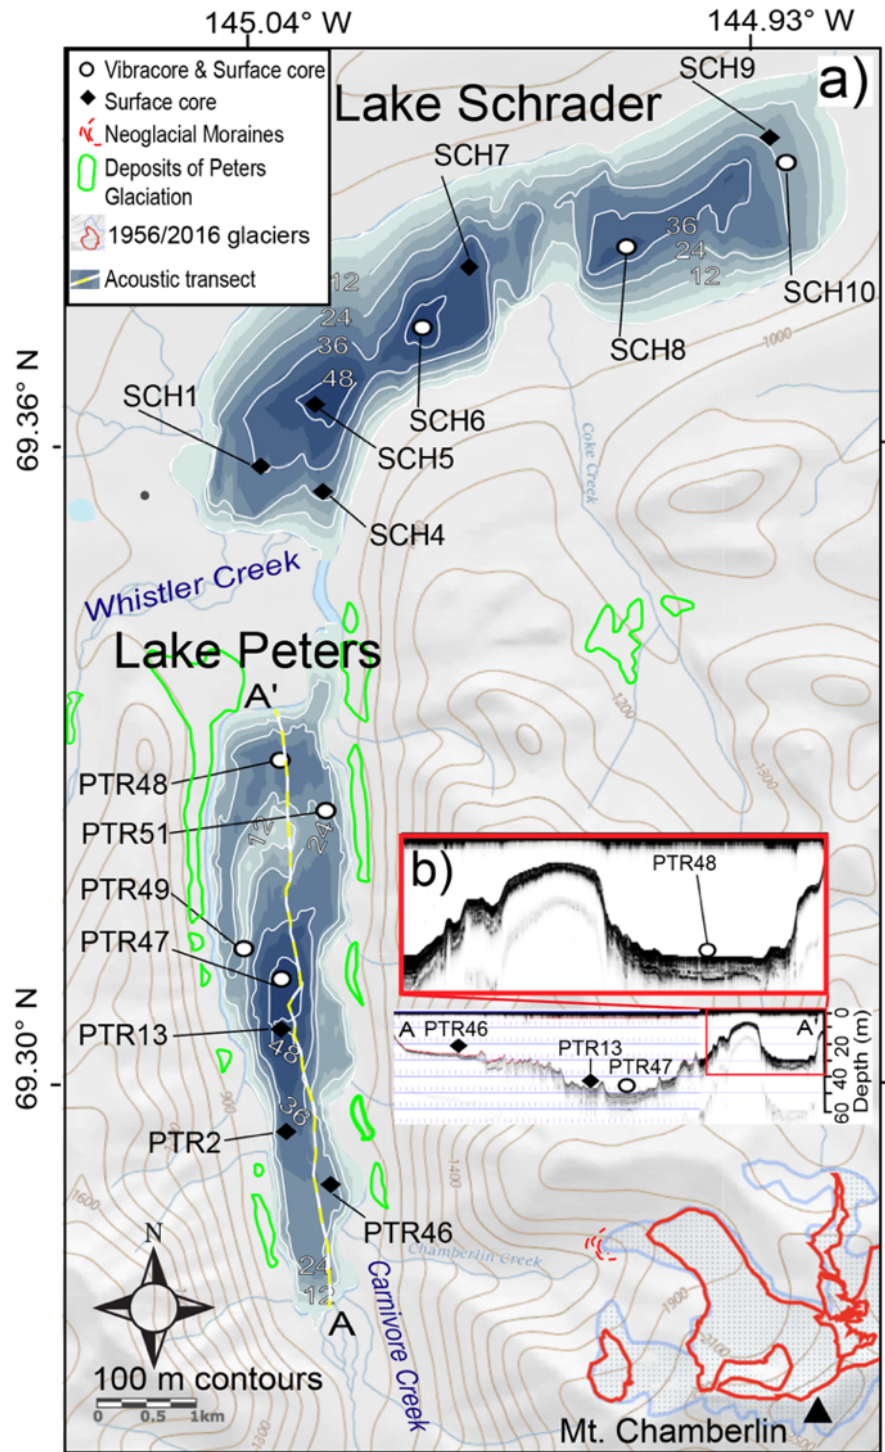 145.04° W
144.93° W
Vibracore & Surface core
Surface core
Neoglacial Moraines
Deposits of Peters
Glaciation
1956/2016 glaciers
Acoustic transect
a)
Lake Schrader
SCH9
SCH7
36
24
12
12
24
36
48
SCH10
SCH8
1000
SCH1
SCH6
SCH5
SCH4
69.36° N
Coke Creek
Whistler Creek
Lake Peters
A'
1200
1300
PTR48
PTR51
12
24
PTR49
PTR47
PTR13
48
69.30° N
36
900
PTR2
PTR46
1400
1600
24
12
A
Chamberlin Creek
Carnivore Creek
b)
PTR48
A
PTR46
PTR13
PTR47
A'
0
20
40
60
Depth (m)
N
100 m contours
0
0.5
1km
1300
1900
2100
Mt. Chamberlin